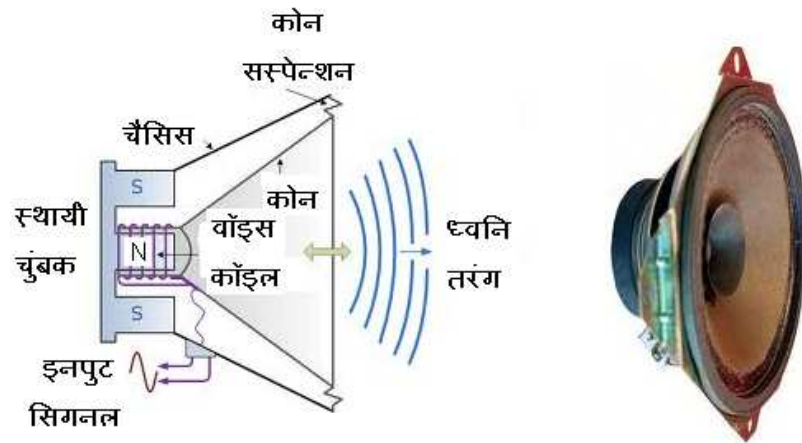 कोन
सस्पेन्शन
चैसिस
कोन
S
स्थायी
चुंबक
N
वॉइस
कॉइल
ध्वनि
तरंग
S
इनपुट
सिगनल